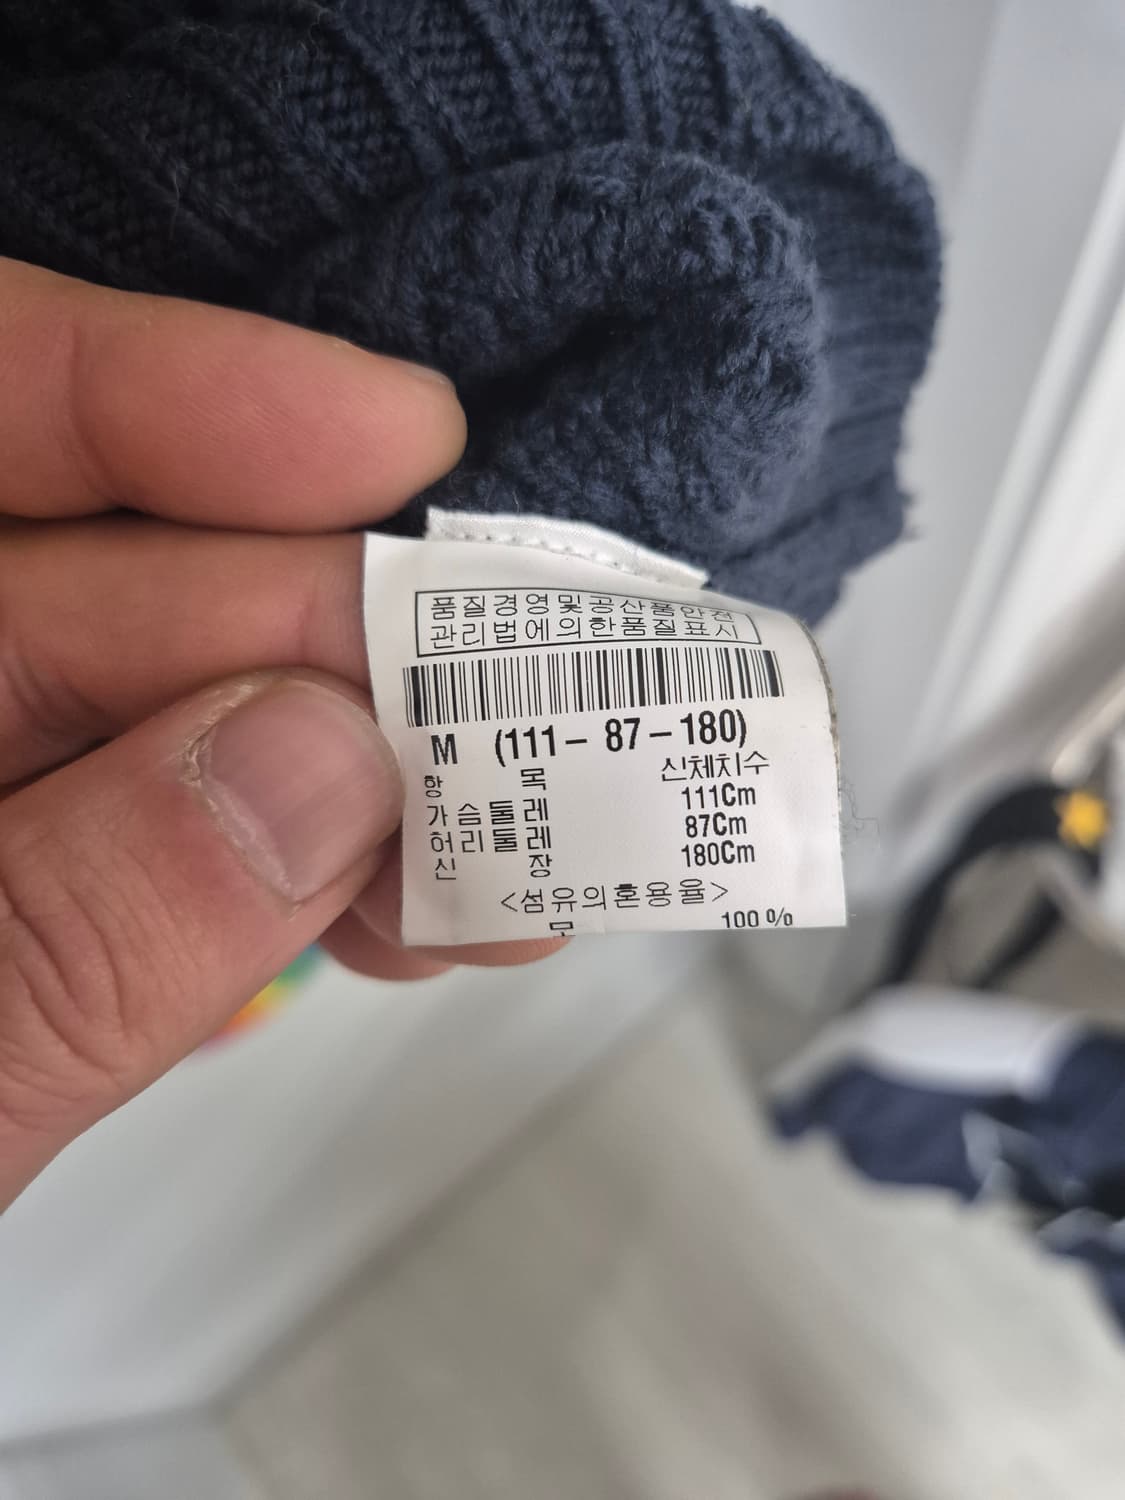 품질경영및공산품안전
관리법에의한품질표시
M (111– 87–180)
항 목 신체치수
가슴둘레 111Cm
허리둘레 87Cm
신 장 180Cm
<섬유의혼용율>
모 100%